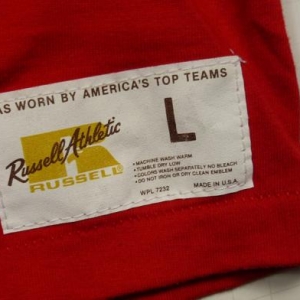 AS WORN BY AMERICA'S TOP TEAMS
Russell Athletic
RUSSELL
L
• MACHINE WASH WARM
• TUMBLE DRY LOW
• COLORS WASH SEPARATELY NO BLEACH
• DO NOT IRON OR DRY CLEAN EMBLEM
WPL 7232 MADE IN U.S.A.